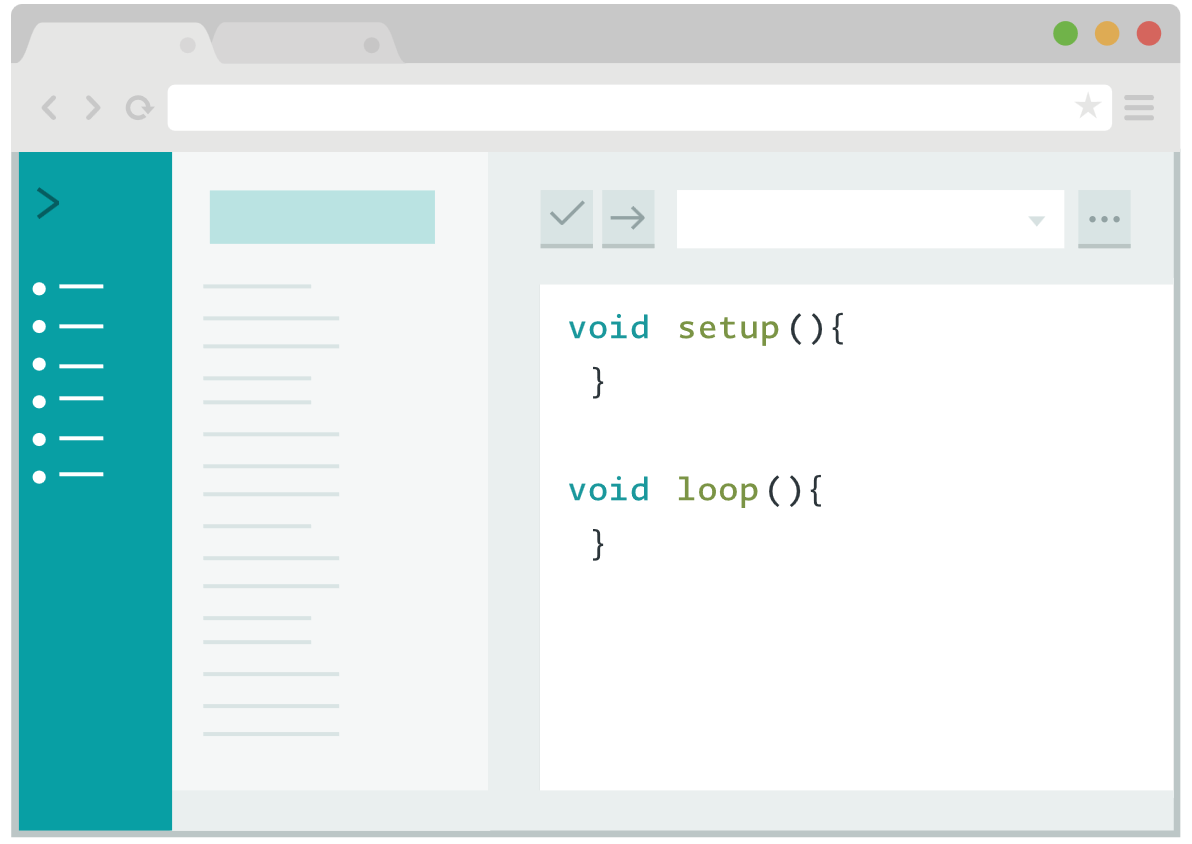 void setup(){
}
void loop(){
}